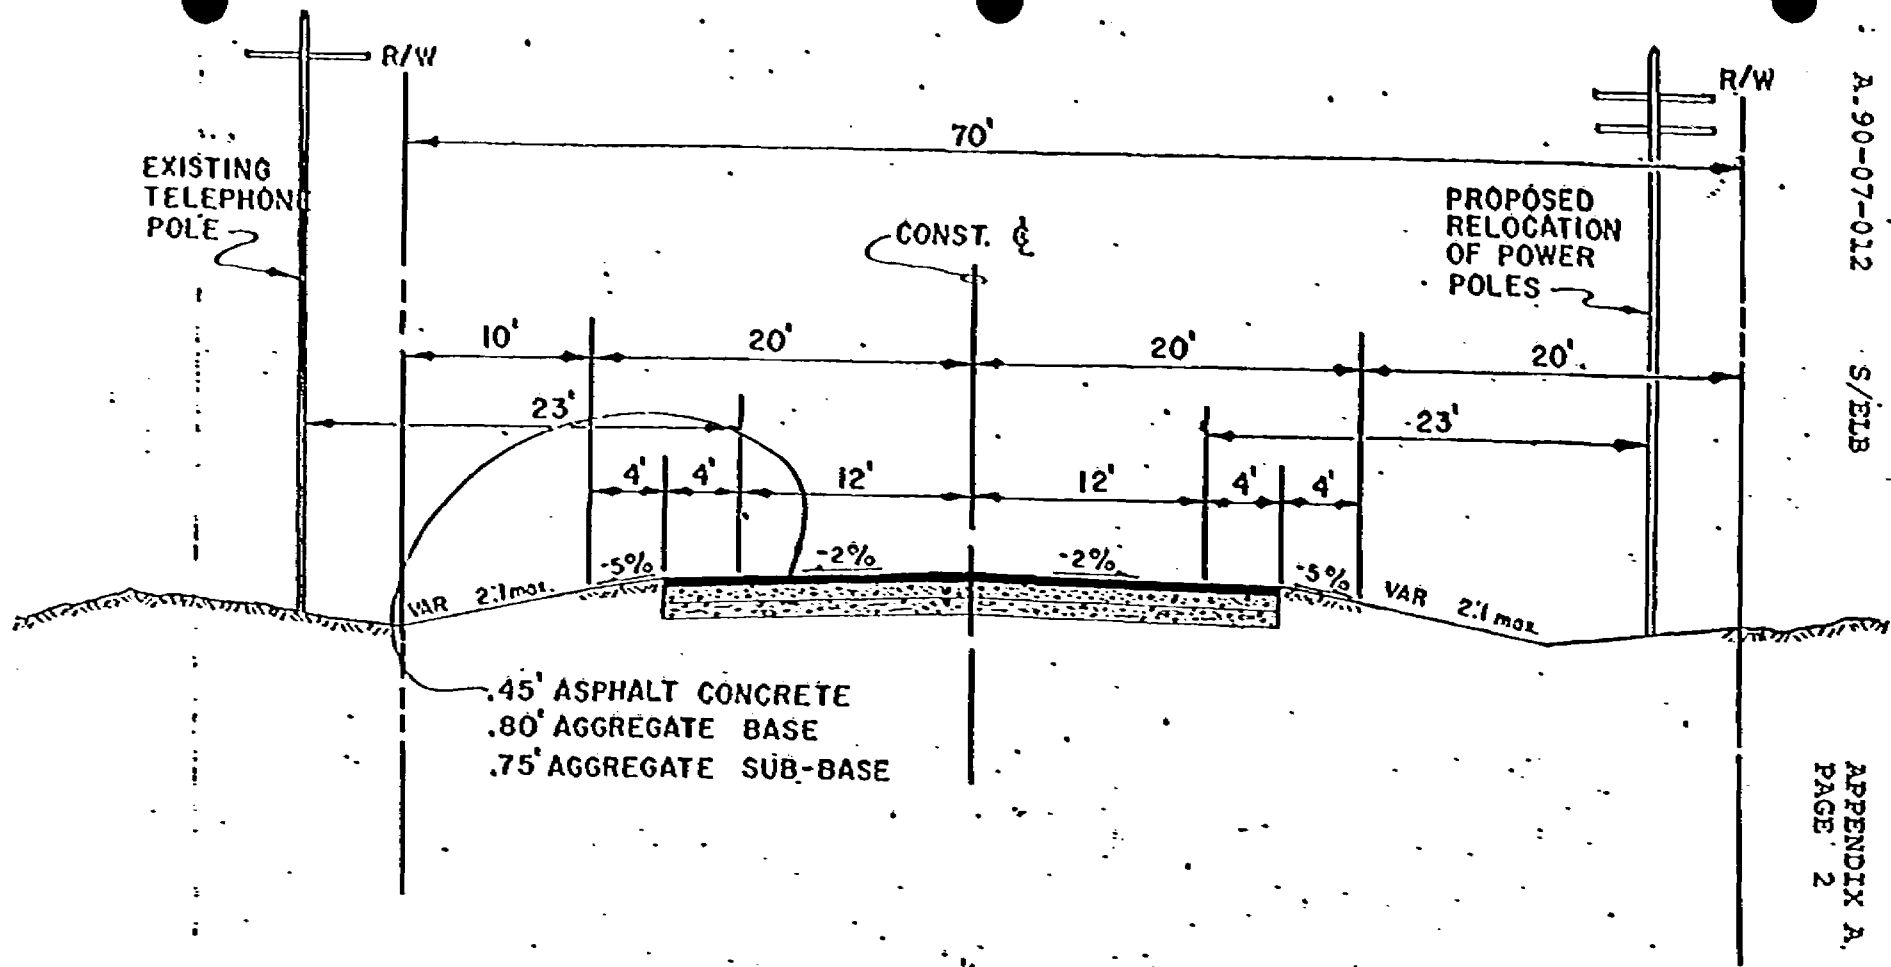 R/W
R/W
70'
EXISTING
TELEPHONE
POLE
CONST. ℄
PROPOSED
RELOCATION
OF POWER
POLES
10'
20'
20'
20'
23'
23'
4'
4'
12'
12'
4'
4'
-5%
-2%
-2%
-5%
VAR
2:1 max.
VAR
2:1 max
.45' ASPHALT CONCRETE
.80' AGGREGATE BASE
.75' AGGREGATE SUB-BASE
A.90-07-012 S/ELB
APPENDIX A
PAGE 2